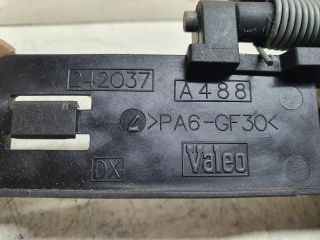 242037 A488
>PA6-GF30<
DX Valeo